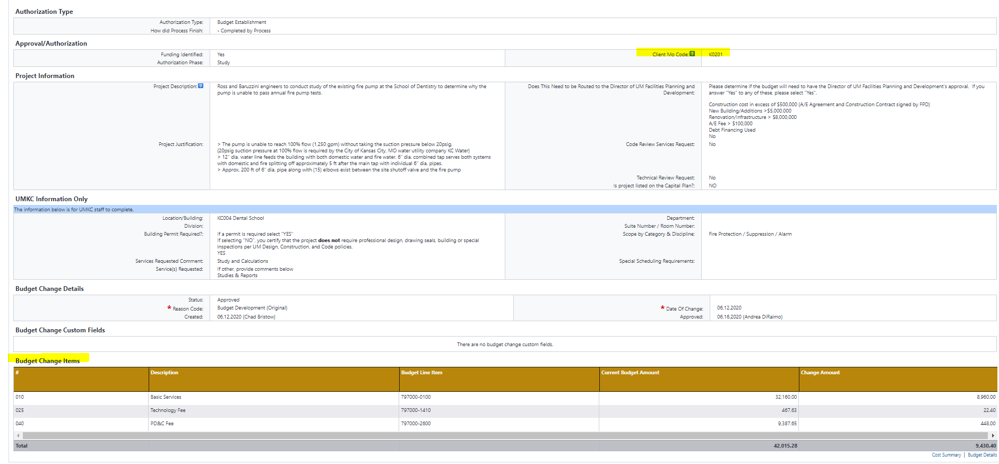 Authorization Type
Authorization Type: Budget Establishment
How did Process Finish: - Completed by Process
Approval/Authorization
Funding Identified: Yes
Client Mo Code: K0201
Authorization Phase: Study
Project Information
Project Description: Ross and Baruzzini engineers to conduct study of the existing fire pump at the School of Dentistry to determine why the
pump is unable to pass annual fire pump tests.
Does This Need to be Routed to the Director of UM Facilities Planning and
Development:
Please determine if the budget will need to have the Director of UM Facilities Planning and Development's approval. If you
answer "Yes" to any of these, please select "Yes".
Construction cost in excess of $500,000 (A/E Agreement and Construction Contract signed by FPD)
New Building/Additions >$5,000,000
Renovation/Infrastructure > $8,000,000
A/E Fee > $100,000
Debt Financing Used
No
Project Justification: > The pump is unable to reach 100% flow (1,250 gpm) without taking the suction pressure below 20psig.
(20psig suction pressure at 100% flow is required by the City of Kansas City, MO water utility company KC Water)
> 12" dia. water line feeds the building with both domestic water and fire water. 6" dia. combined tap serves both systems
with domestic and fire splitting off approximately 5 ft after the main tap with individual 6" dia. pipes.
> Approx. 200 ft of 6" dia. pipe along with (15) elbows exist between the site shutoff valve and the fire pump
Code Review Services Request: No
Technical Review Request: No
Is project listed on the Capital Plan?: NO
UMKC Information Only
The information below is for UMKC staff to complete.
Location/Building: KC004 Dental School
Department:
Division:
Suite Number / Room Number:
Building Permit Required?: If a permit is required select "YES"
If selecting "NO", you certify that the project does not require professional design, drawing seals, building or special
inspections per UM Design, Construction, and Code policies.
YES
Scope by Category & Discipline: Fire Protection / Suppression / Alarm
Services Requested Comment: Study and Calculations
Special Scheduling Requirements:
Service(s) Requested: If other, provide comments below
Studies & Reports
Budget Change Details
Status: Approved
* Reason Code: Budget Development (Original)
* Date Of Change: 06.12.2020
Created: 06.12.2020 (Chad Bristow)
Approved: 06.16.2020 (Andrea DiRaimo)
Budget Change Custom Fields
There are no budget change custom fields.
Budget Change Items
# Description Budget Line Item Current Budget Amount Change Amount
010 Basic Services 797000-0100 32,160.00 8,960.00
025 Technology Fee 797000-1410 467.63 22.40
040 PD&C Fee 797000-2600 9,387.65 448.00
Total 42,015.28 9,430.40
Cost Summary | Budget Details